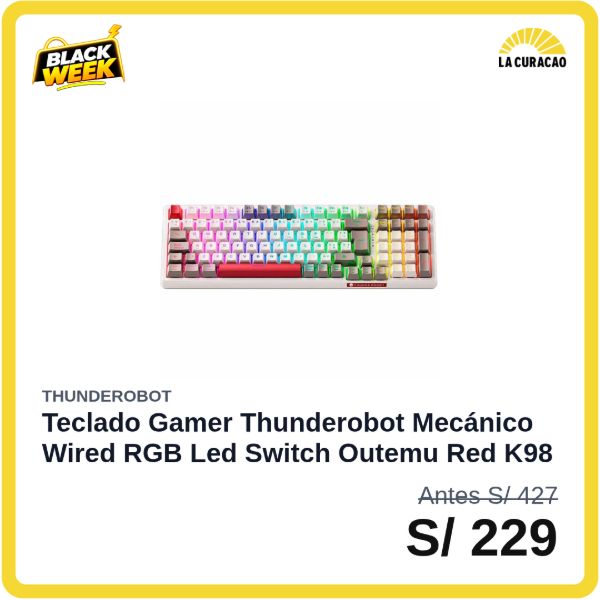 BLACK
WEEK
LA CURACAO
THUNDEROBOT
Teclado Gamer Thunderobot Mecánico
Wired RGB Led Switch Outemu Red K98
Antes S/ 427
S/ 229